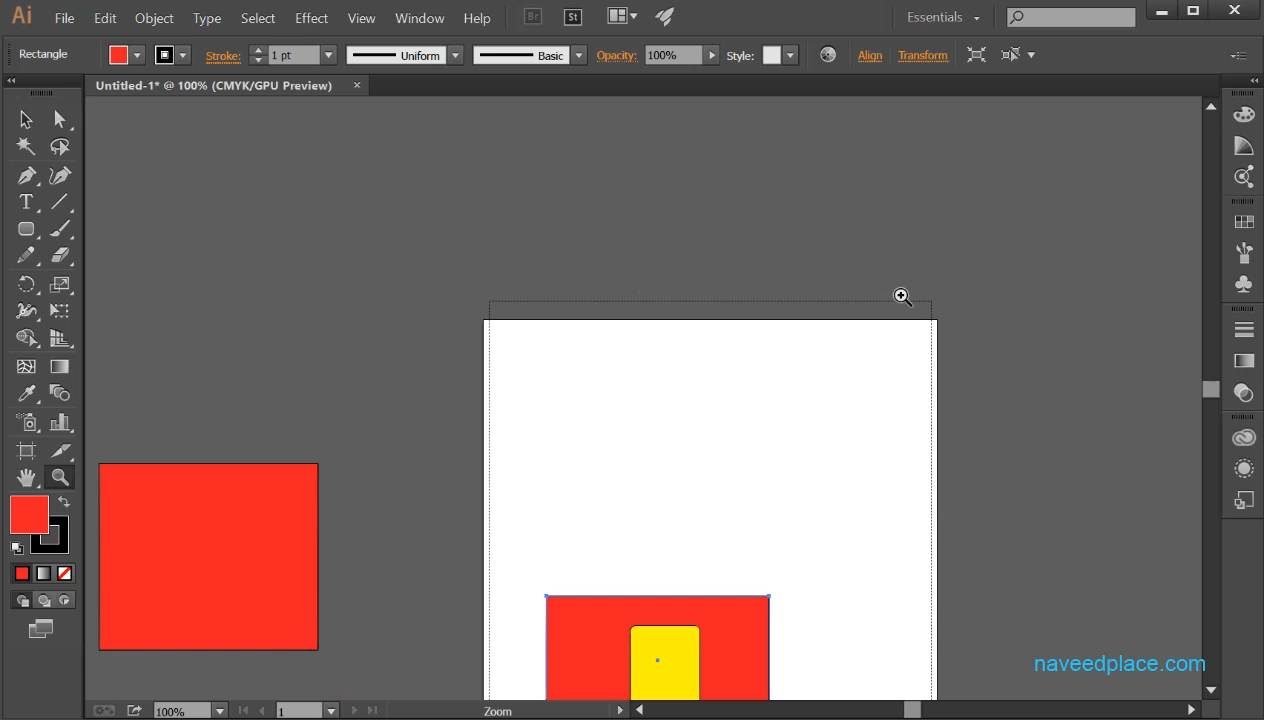 Ai File Edit Object Type Select Effect View Window Help Br St Essentials
Rectangle Stroke: 1 pt Uniform Basic Opacity: 100% Style: Align Transform
Untitled-1* @ 100% (CMYK/GPU Preview) ×
T
naveedplace.com
100% 1 Zoom